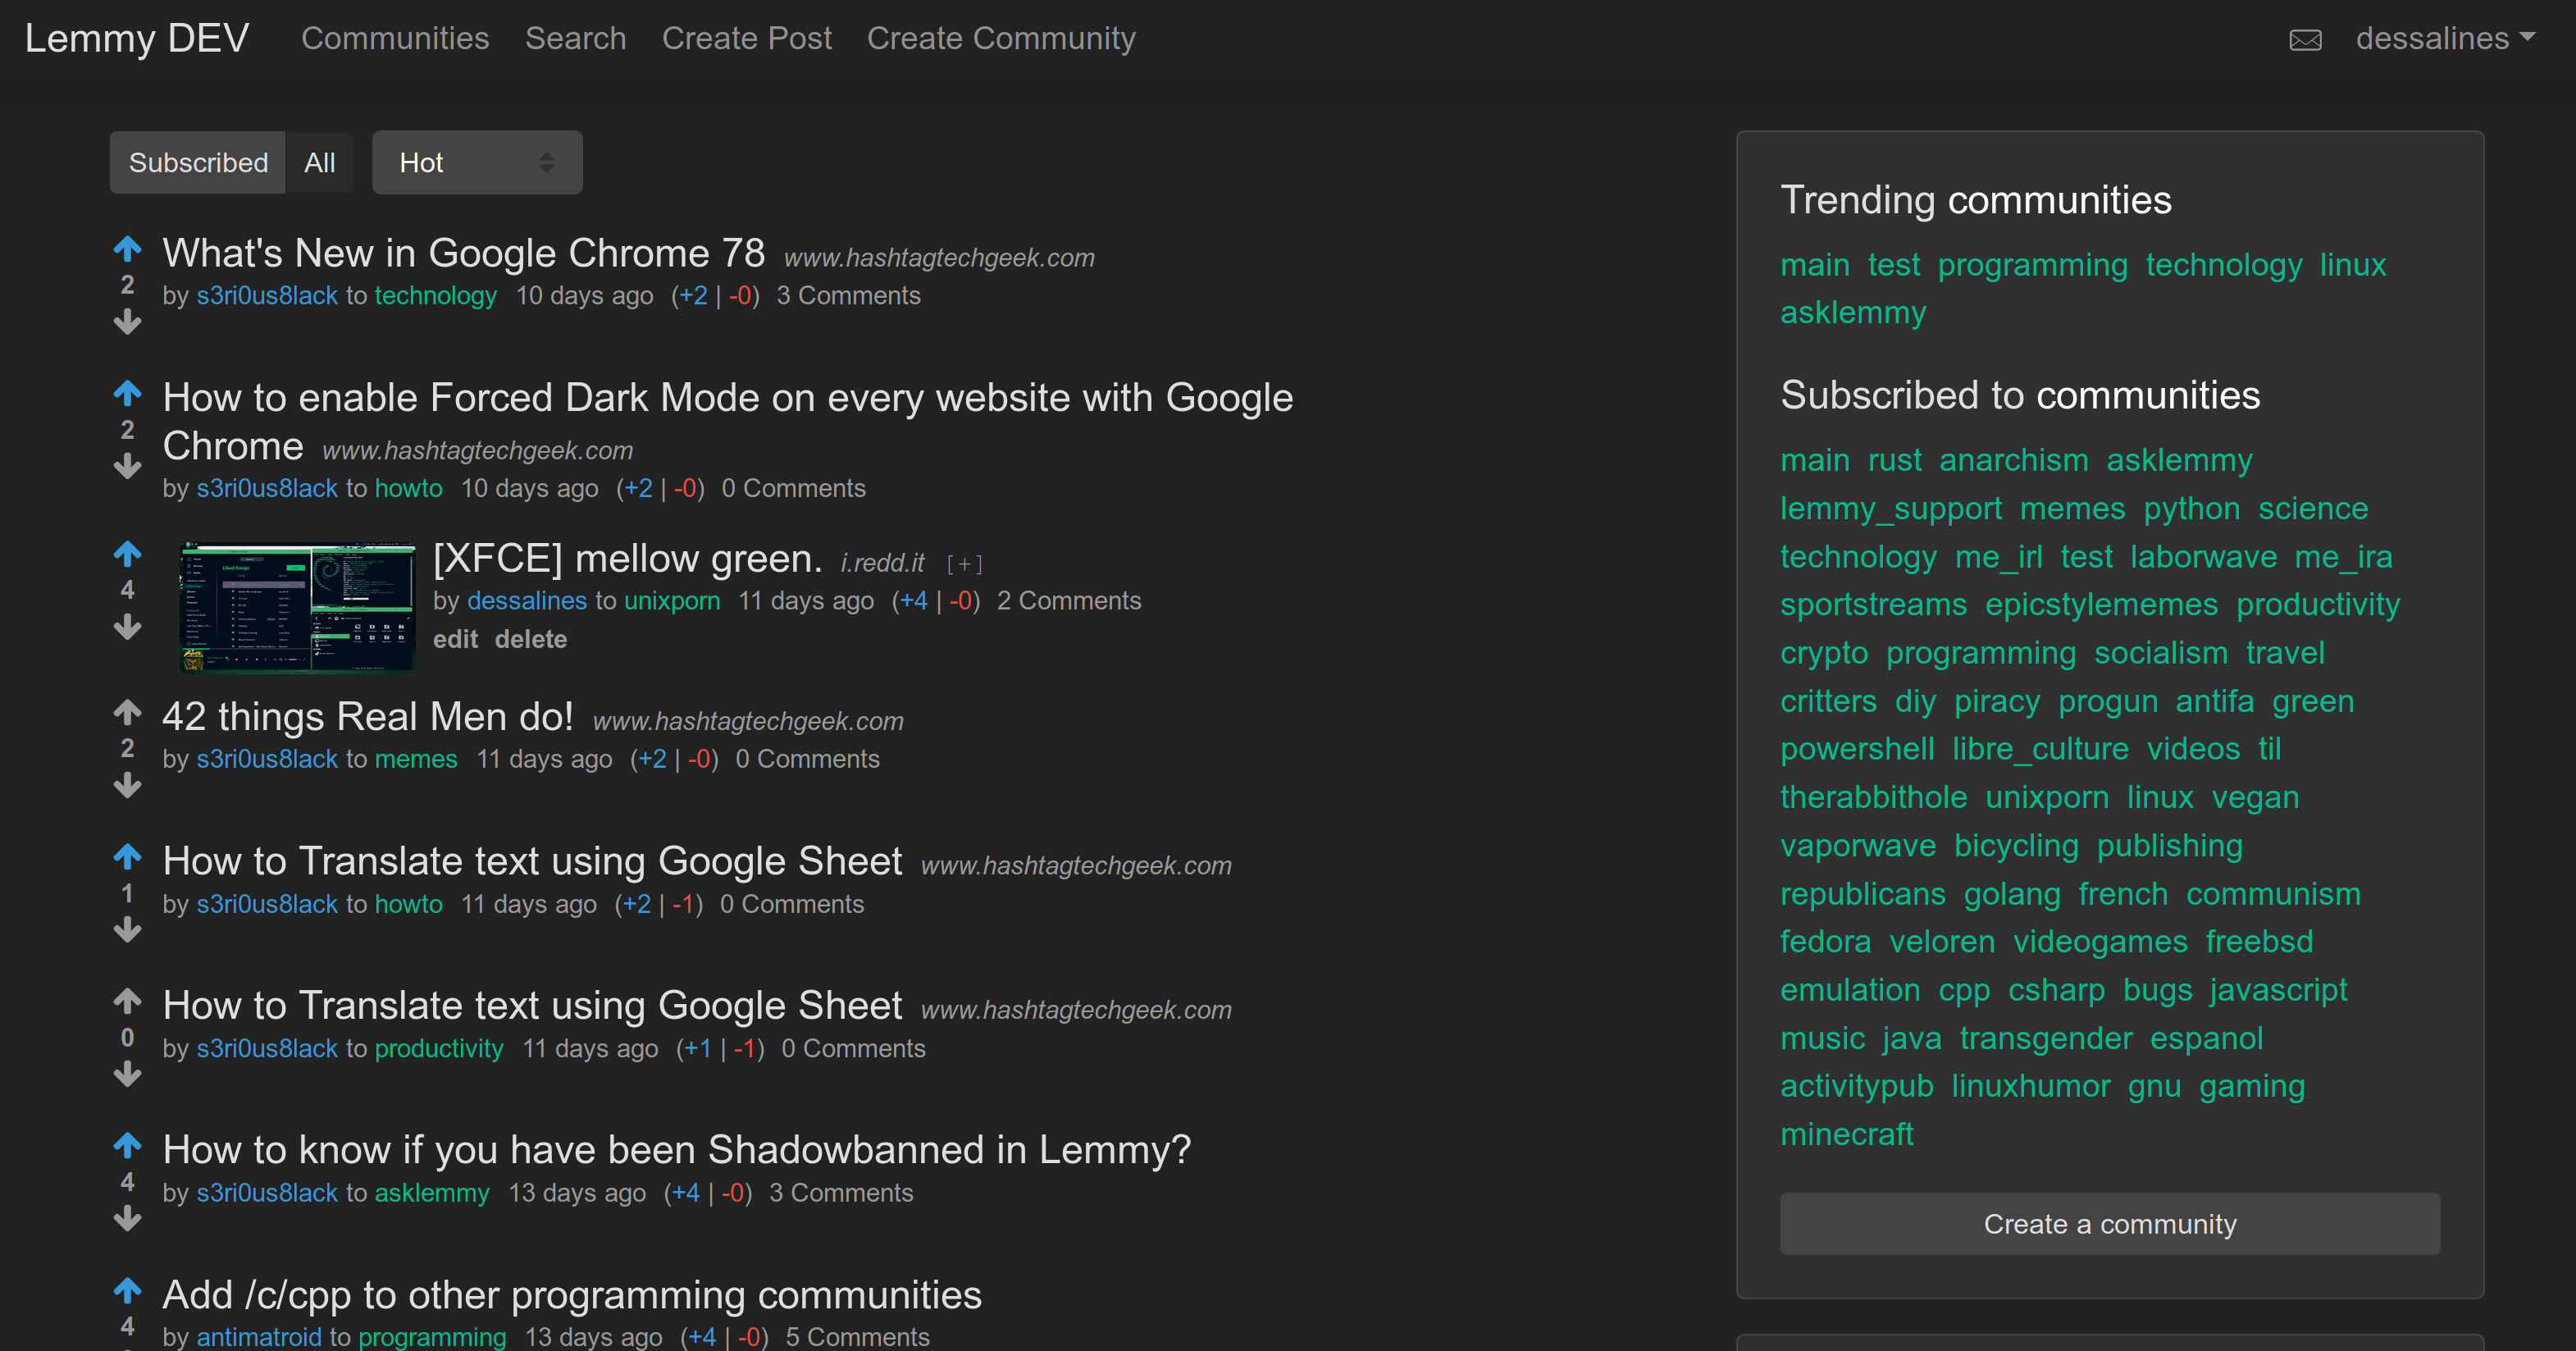 Lemmy DEV Communities Search Create Post Create Community dessalines
Subscribed All Hot
What's New in Google Chrome 78 www.hashtagtechgeek.com
2
by s3ri0us8lack to technology 10 days ago (+2 | -0) 3 Comments
How to enable Forced Dark Mode on every website with Google
2
Chrome www.hashtagtechgeek.com
by s3ri0us8lack to howto 10 days ago (+2 | -0) 0 Comments
[XFCE] mellow green. i.redd.it [+]
4
Liked Songs
by dessalines to unixporn 11 days ago (+4 | -0) 2 Comments
edit delete
42 things Real Men do! www.hashtagtechgeek.com
2
by s3ri0us8lack to memes 11 days ago (+2 | -0) 0 Comments
How to Translate text using Google Sheet www.hashtagtechgeek.com
1
by s3ri0us8lack to howto 11 days ago (+2 | -1) 0 Comments
How to Translate text using Google Sheet www.hashtagtechgeek.com
0
by s3ri0us8lack to productivity 11 days ago (+1 | -1) 0 Comments
How to know if you have been Shadowbanned in Lemmy?
4
by s3ri0us8lack to asklemmy 13 days ago (+4 | -0) 3 Comments
Add /c/cpp to other programming communities
4
by antimatroid to programming 13 days ago (+4 | -0) 5 Comments
Trending communities
main test programming technology linux
asklemmy
Subscribed to communities
main rust anarchism asklemmy
lemmy_support memes python science
technology me_irl test laborwave me_ira
sportstreams epicstylememes productivity
crypto programming socialism travel
critters diy piracy progun antifa green
powershell libre_culture videos til
therabbithole unixporn linux vegan
vaporwave bicycling publishing
republicans golang french communism
fedora veloren videogames freebsd
emulation cpp csharp bugs javascript
music java transgender espanol
activitypub linuxhumor gnu gaming
minecraft
Create a community